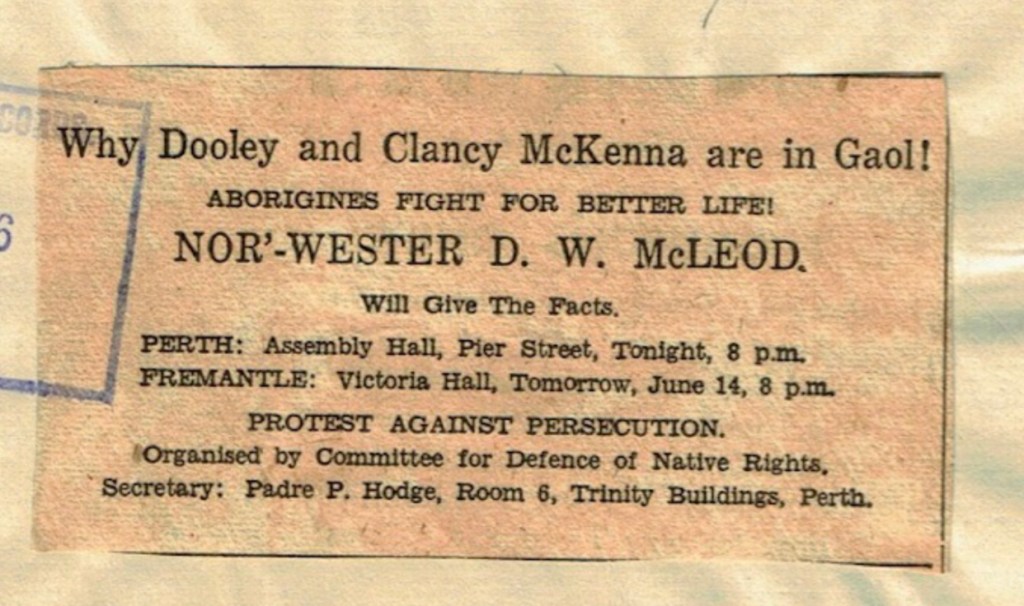 Why Dooley and Clancy McKenna are in Gaol!
ABORIGINES FIGHT FOR BETTER LIFE!
NOR'-WESTER D. W. McLEOD.
Will Give The Facts.
PERTH: Assembly Hall, Pier Street, Tonight, 8 p.m.
FREMANTLE: Victoria Hall, Tomorrow, June 14, 8 p.m.
PROTEST AGAINST PERSECUTION.
Organised by Committee for Defence of Native Rights.
Secretary: Padre P. Hodge, Room 6, Trinity Buildings, Perth.
6